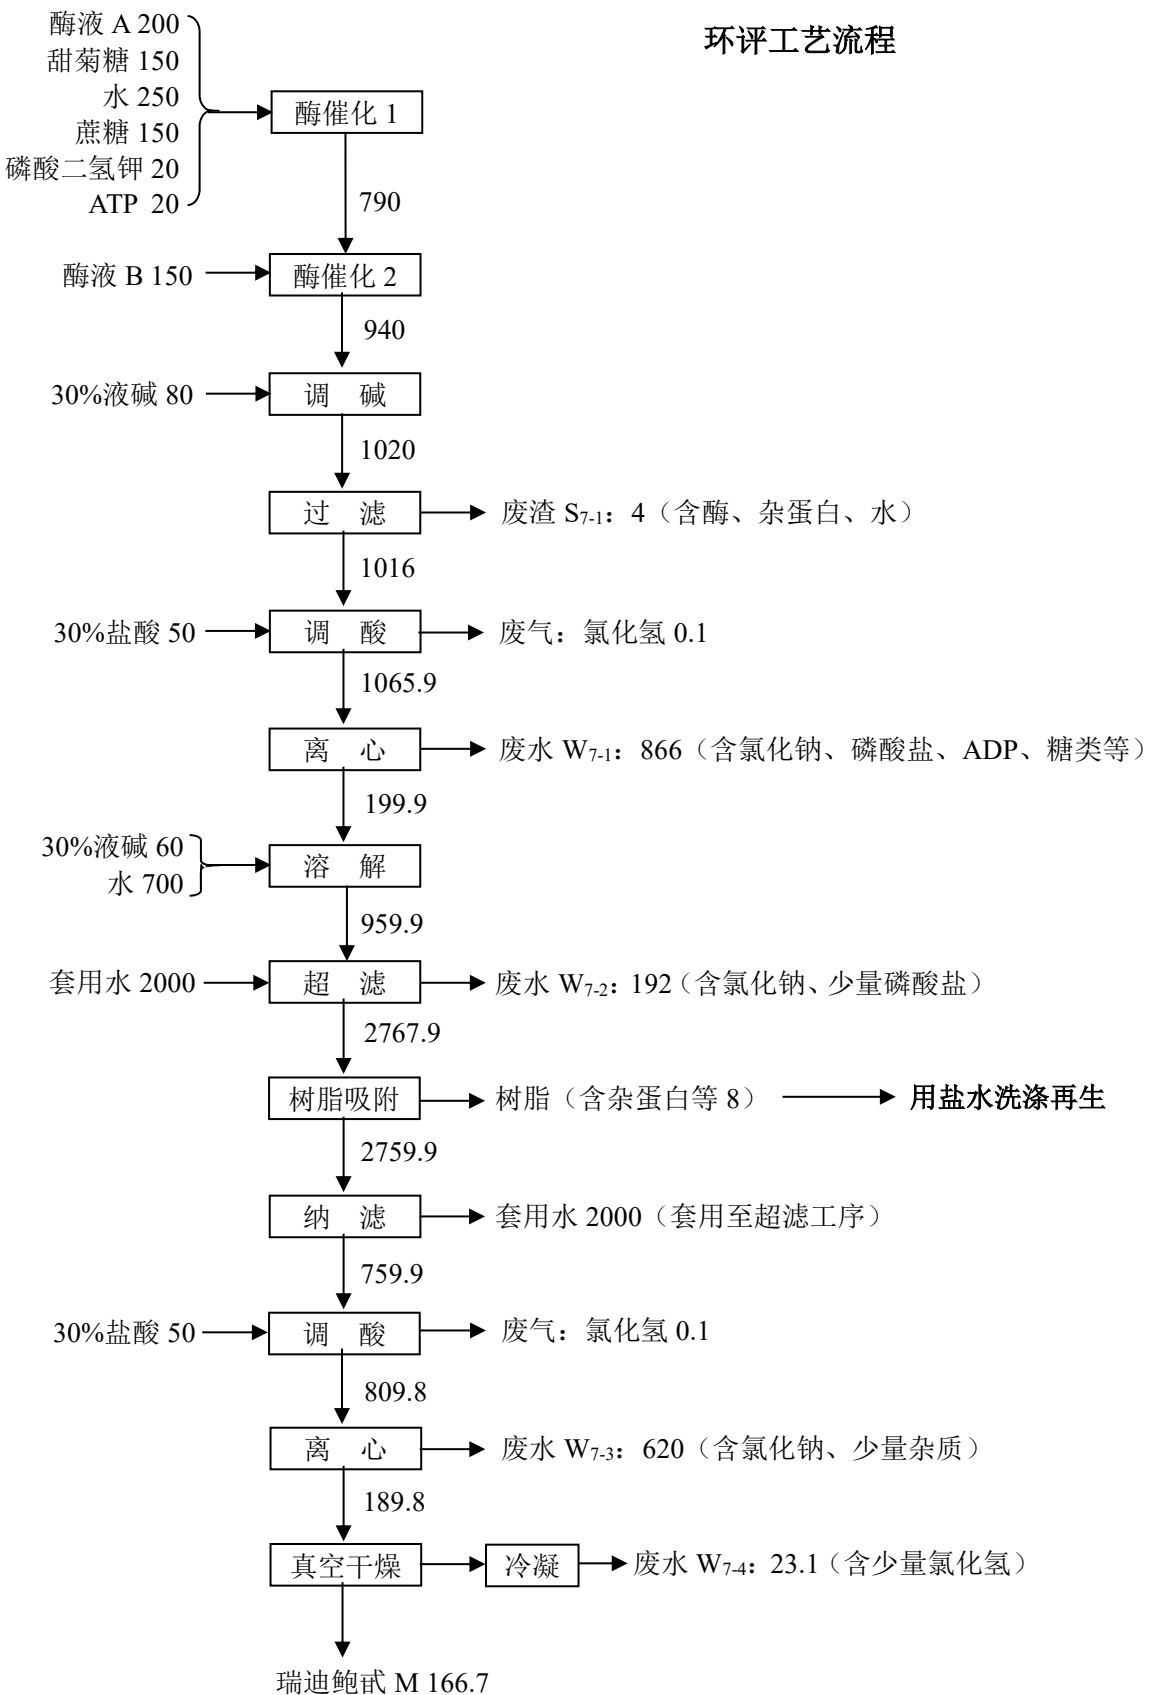 环评工艺流程
酶液 A 200
甜菊糖 150
水 250
蔗糖 150
磷酸二氢钾 20
ATP 20
酶催化 1
790
酶液 B 150
酶催化 2
940
30%液碱 80
调 碱
1020
过 滤
废渣 S7-1：4（含酶、杂蛋白、水）
1016
30%盐酸 50
调 酸
废气：氯化氢 0.1
1065.9
离 心
废水 W7-1：866（含氯化钠、磷酸盐、ADP、糖类等）
199.9
30%液碱 60
水 700
溶 解
959.9
套用水 2000
超 滤
废水 W7-2：192（含氯化钠、少量磷酸盐）
2767.9
树脂吸附
树脂（含杂蛋白等 8）
用盐水洗涤再生
2759.9
纳 滤
套用水 2000（套用至超滤工序）
759.9
30%盐酸 50
调 酸
废气：氯化氢 0.1
809.8
离 心
废水 W7-3：620（含氯化钠、少量杂质）
189.8
真空干燥
冷凝
废水 W7-4：23.1（含少量氯化氢）
瑞迪鲍甙 M 166.7